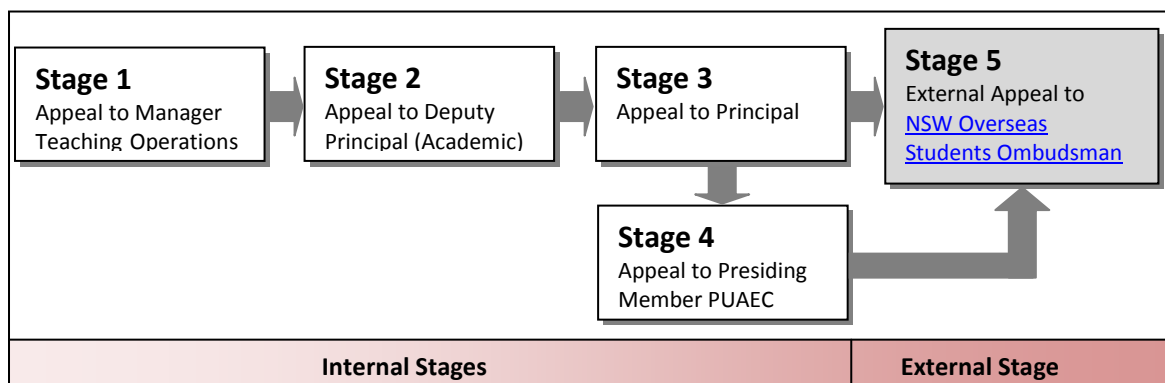 Stage 1
Appeal to Manager
Teaching Operations
Stage 2
Appeal to Deputy
Principal (Academic)
Stage 3
Appeal to Principal
Stage 4
Appeal to Presiding
Member PUAEC
Stage 5
External Appeal to
NSW Overseas
Students Ombudsman
Internal Stages
External Stage